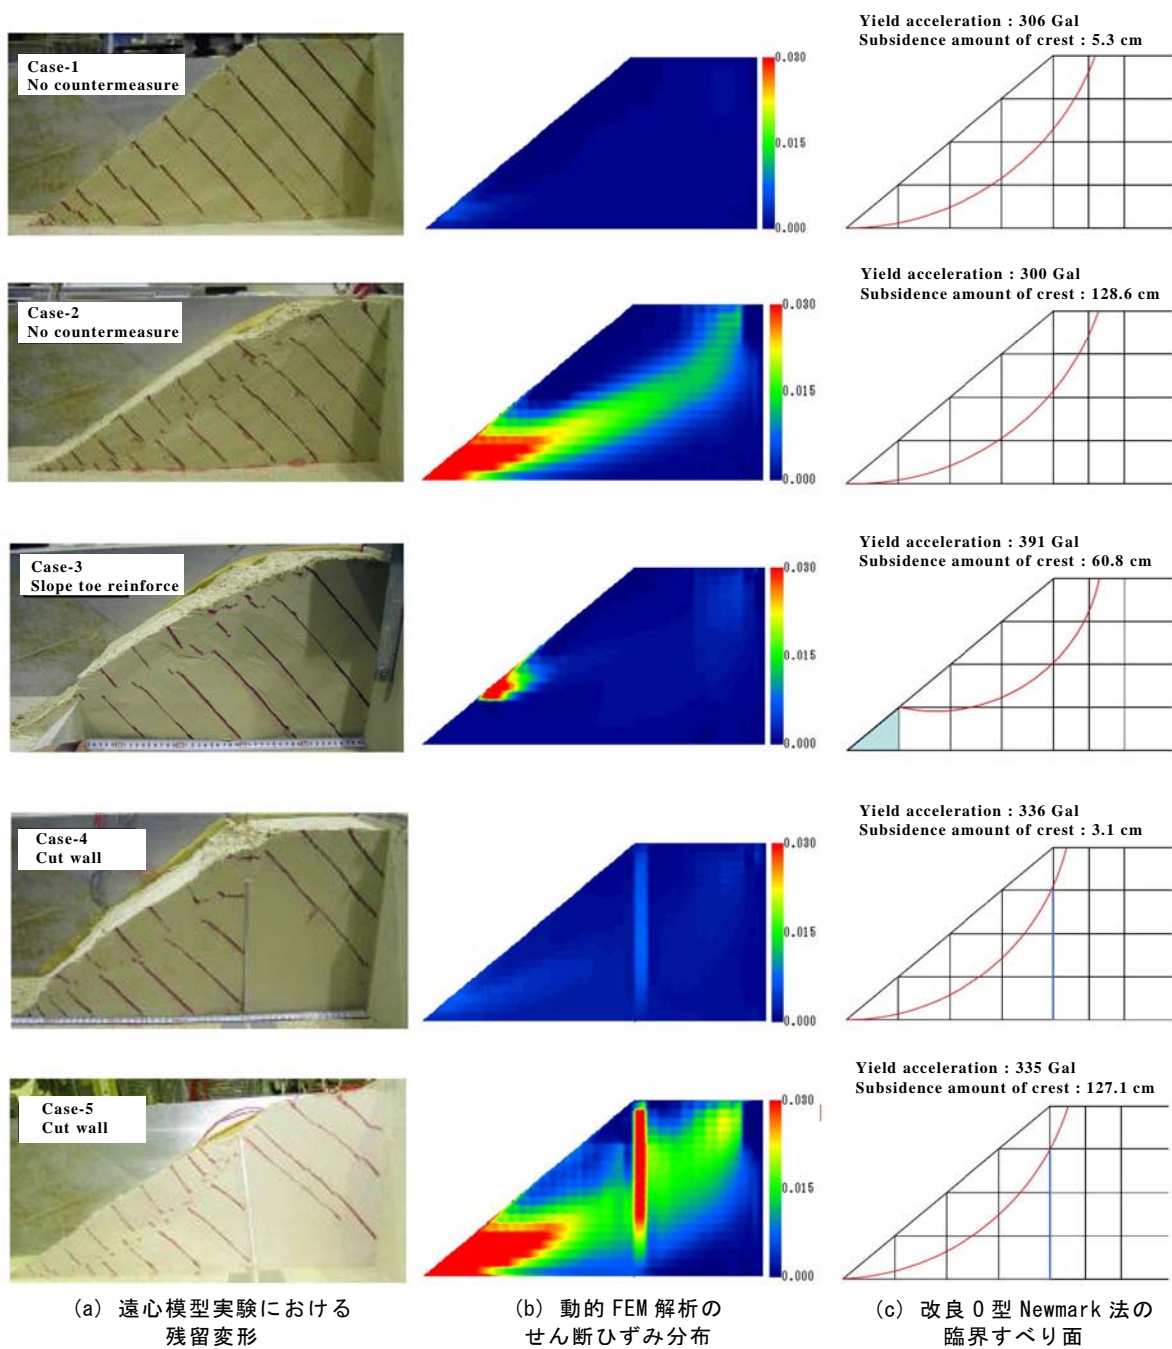 Case-1
No countermeasure
0.030
0.015
0.000
Yield acceleration : 306 Gal
Subsidence amount of crest : 5.3 cm
Case-2
No countermeasure
0.030
0.015
0.000
Yield acceleration : 300 Gal
Subsidence amount of crest : 128.6 cm
Case-3
Slope toe reinforce
0.030
0.015
0.000
Yield acceleration : 391 Gal
Subsidence amount of crest : 60.8 cm
Case-4
Cut wall
0.030
0.015
0.000
Yield acceleration : 336 Gal
Subsidence amount of crest : 3.1 cm
Case-5
Cut wall
0.030
0.015
0.000
Yield acceleration : 335 Gal
Subsidence amount of crest : 127.1 cm
(a) 遠心模型実験における
残留変形
(b) 動的 FEM 解析の
せん断ひずみ分布
(c) 改良 O 型 Newmark 法の
臨界すべり面